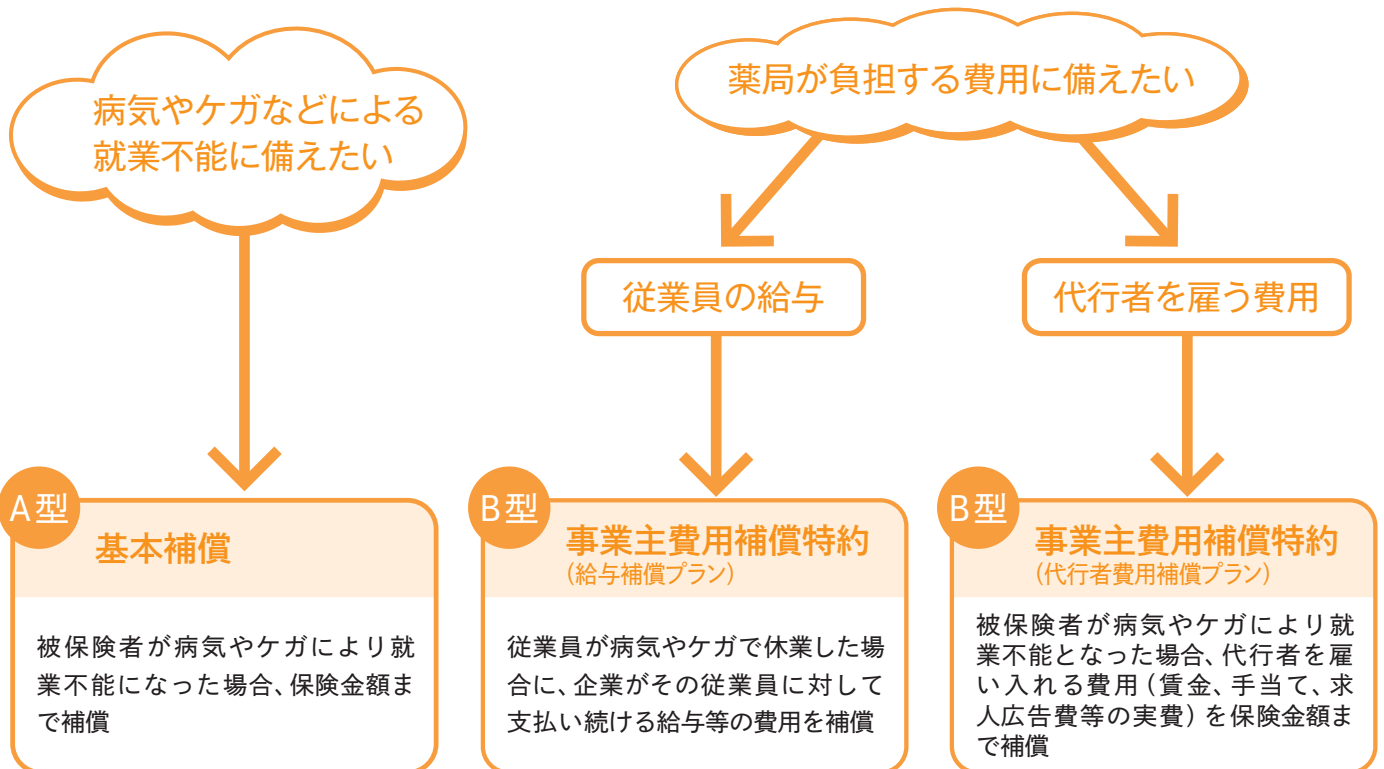 病気やケガなどによる
就業不能に備えたい
薬局が負担する費用に備えたい
従業員の給与
代行者を雇う費用
A型
基本補償
被保険者が病気やケガにより就
業不能になった場合、保険金額ま
で補償
B型
事業主費用補償特約
(給与補償プラン)
従業員が病気やケガで休業した場
合に、企業がその従業員に対して
支払い続ける給与等の費用を補償
B型
事業主費用補償特約
(代行者費用補償プラン)
被保険者が病気やケガにより就
業不能となった場合、代行者を雇
い入れる費用(賃金、手当て、求
人広告費等の実費)を保険金額ま
で補償